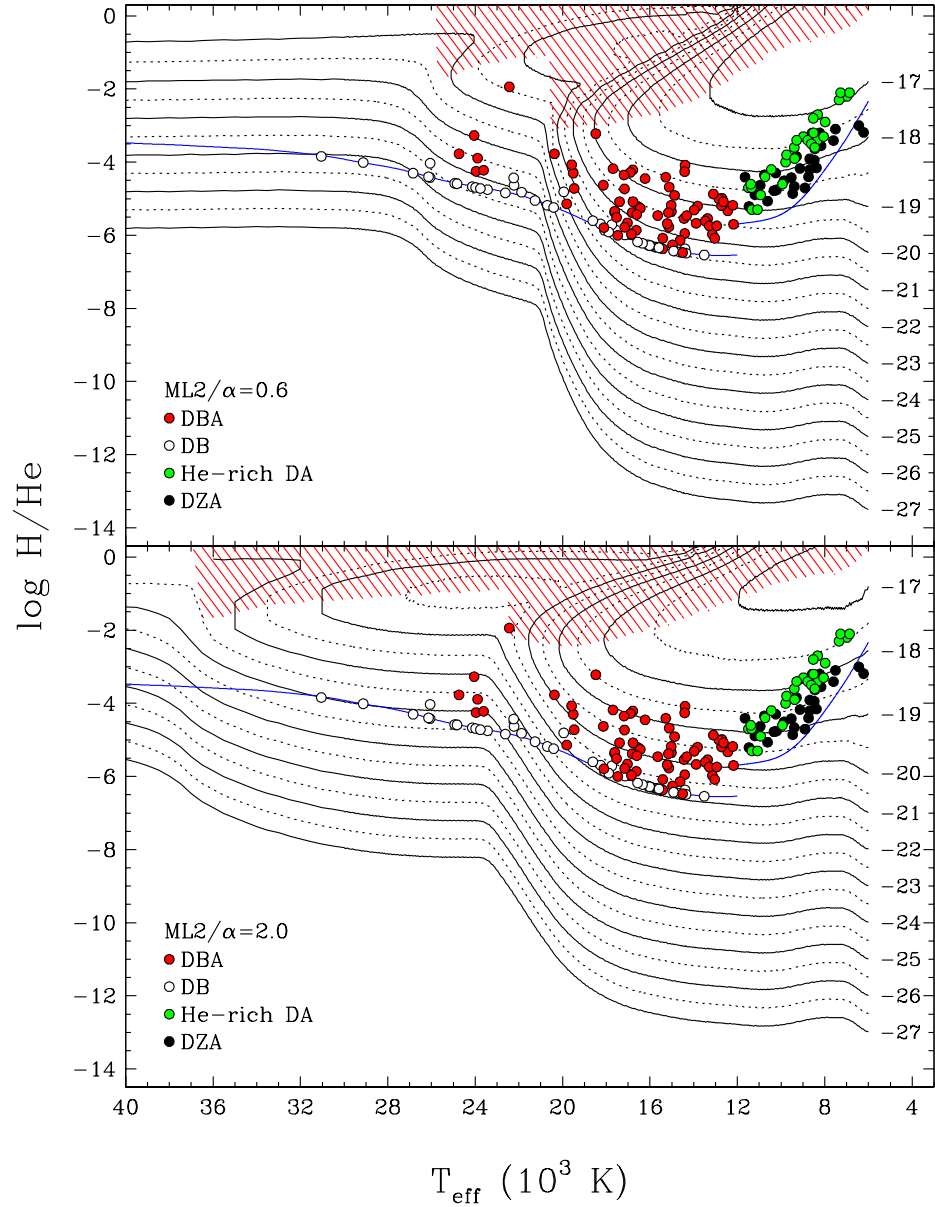 log H/He
0
−2
−4
−6
−8
−10
−12
−14
ML2/α=0.6
DBA
DB
He−rich DA
DZA
−17
−18
−19
−20
−21
−22
−23
−24
−25
−26
−27
0
−2
−4
−6
−8
−10
−12
−14
ML2/α=2.0
DBA
DB
He−rich DA
DZA
−17
−18
−19
−20
−21
−22
−23
−24
−25
−26
−27
40 36 32 28 24 20 16 12 8 4
T_eff (10³ K)